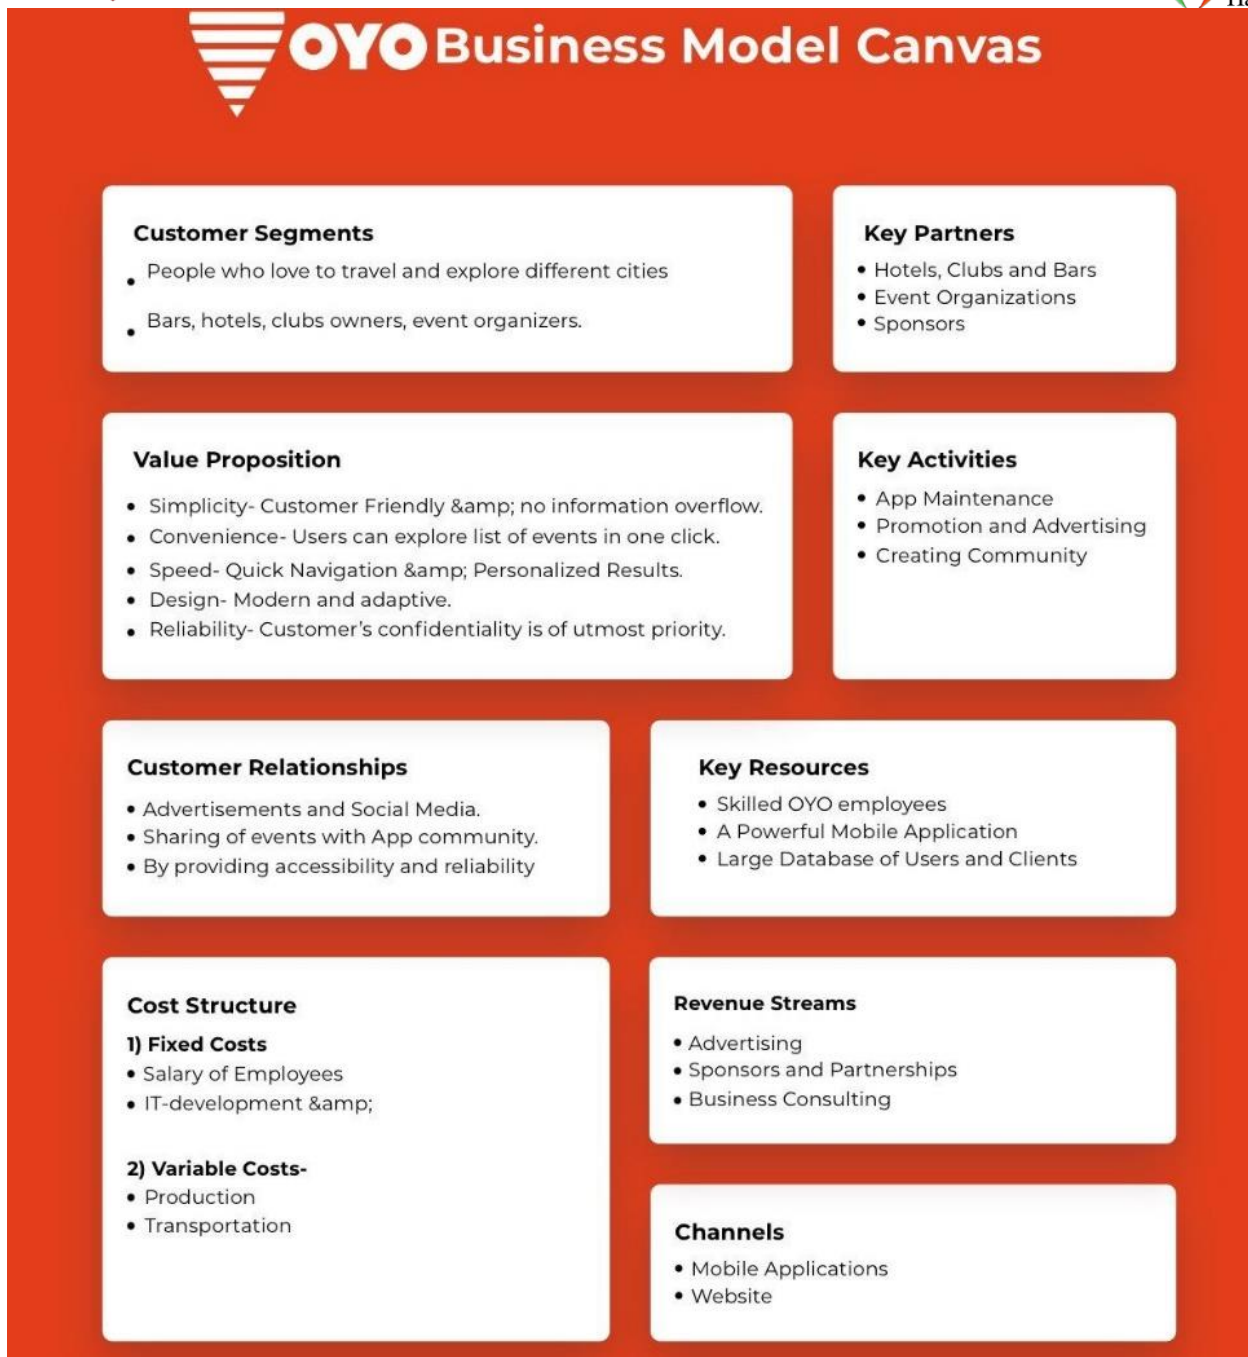 OYO Business Model Canvas
Customer Segments
• People who love to travel and explore different cities
• Bars, hotels, clubs owners, event organizers.
Key Partners
• Hotels, Clubs and Bars
• Event Organizations
• Sponsors
Value Proposition
• Simplicity- Customer Friendly &amp; no information overflow.
• Convenience- Users can explore list of events in one click.
• Speed- Quick Navigation &amp; Personalized Results.
• Design- Modern and adaptive.
• Reliability- Customer’s confidentiality is of utmost priority.
Key Activities
• App Maintenance
• Promotion and Advertising
• Creating Community
Customer Relationships
• Advertisements and Social Media.
• Sharing of events with App community.
• By providing accessibility and reliability
Key Resources
• Skilled OYO employees
• A Powerful Mobile Application
• Large Database of Users and Clients
Cost Structure
1) Fixed Costs
• Salary of Employees
• IT-development &amp;
2) Variable Costs-
• Production
• Transportation
Revenue Streams
• Advertising
• Sponsors and Partnerships
• Business Consulting
Channels
• Mobile Applications
• Website